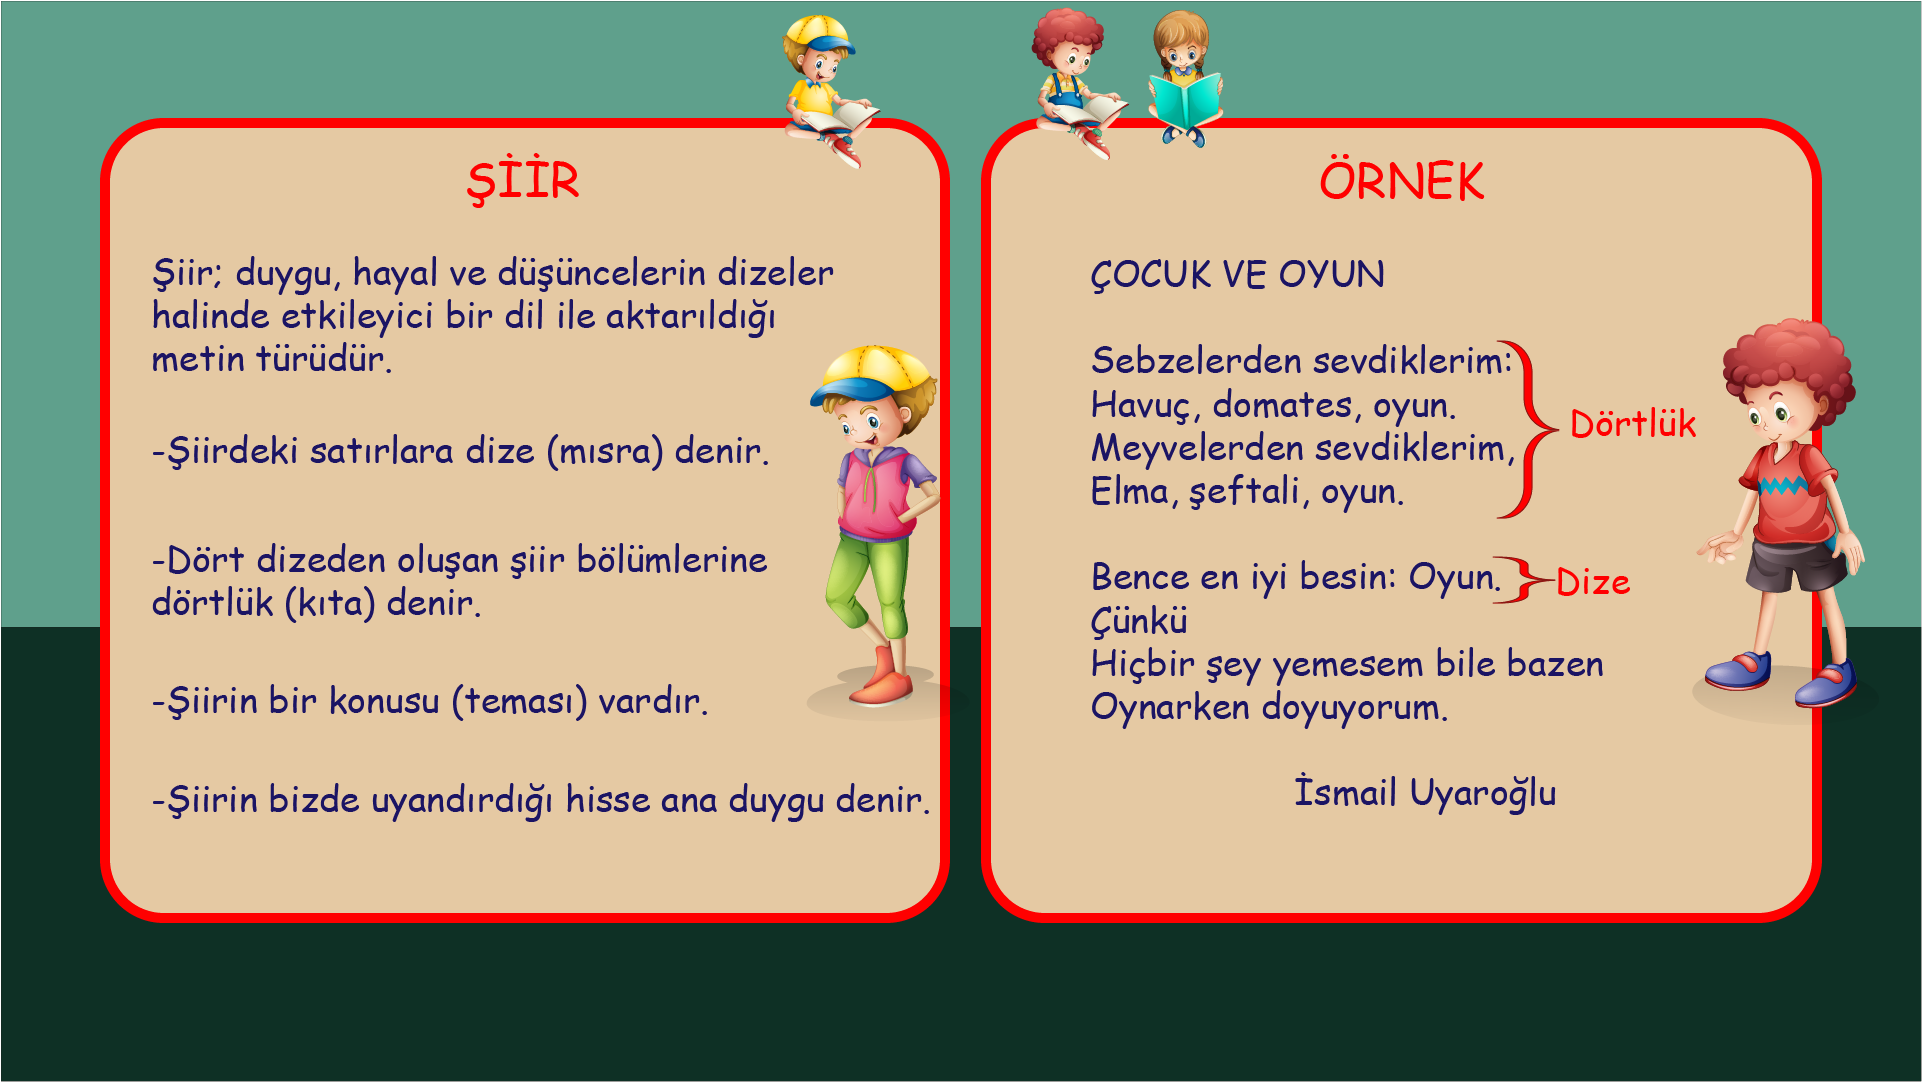 ŞİİR
Şiir; duygu, hayal ve düşüncelerin dizeler
halinde etkileyici bir dil ile aktarıldığı
metin türüdür.
-Şiirdeki satırlara dize (mısra) denir.
-Dört dizeden oluşan şiir bölümlerine
dörtlük (kıta) denir.
-Şiirin bir konusu (teması) vardır.
-Şiirin bizde uyandırdığı hisse ana duygu denir.
ÖRNEK
ÇOCUK VE OYUN
Sebzelerden sevdiklerim:
Havuç, domates, oyun.
Meyvelerden sevdiklerim,
Elma, şeftali, oyun.
Dörtlük
Bence en iyi besin: Oyun.
Dize
Çünkü
Hiçbir şey yemesem bile bazen
Oynarken doyuyorum.
İsmail Uyaroğlu